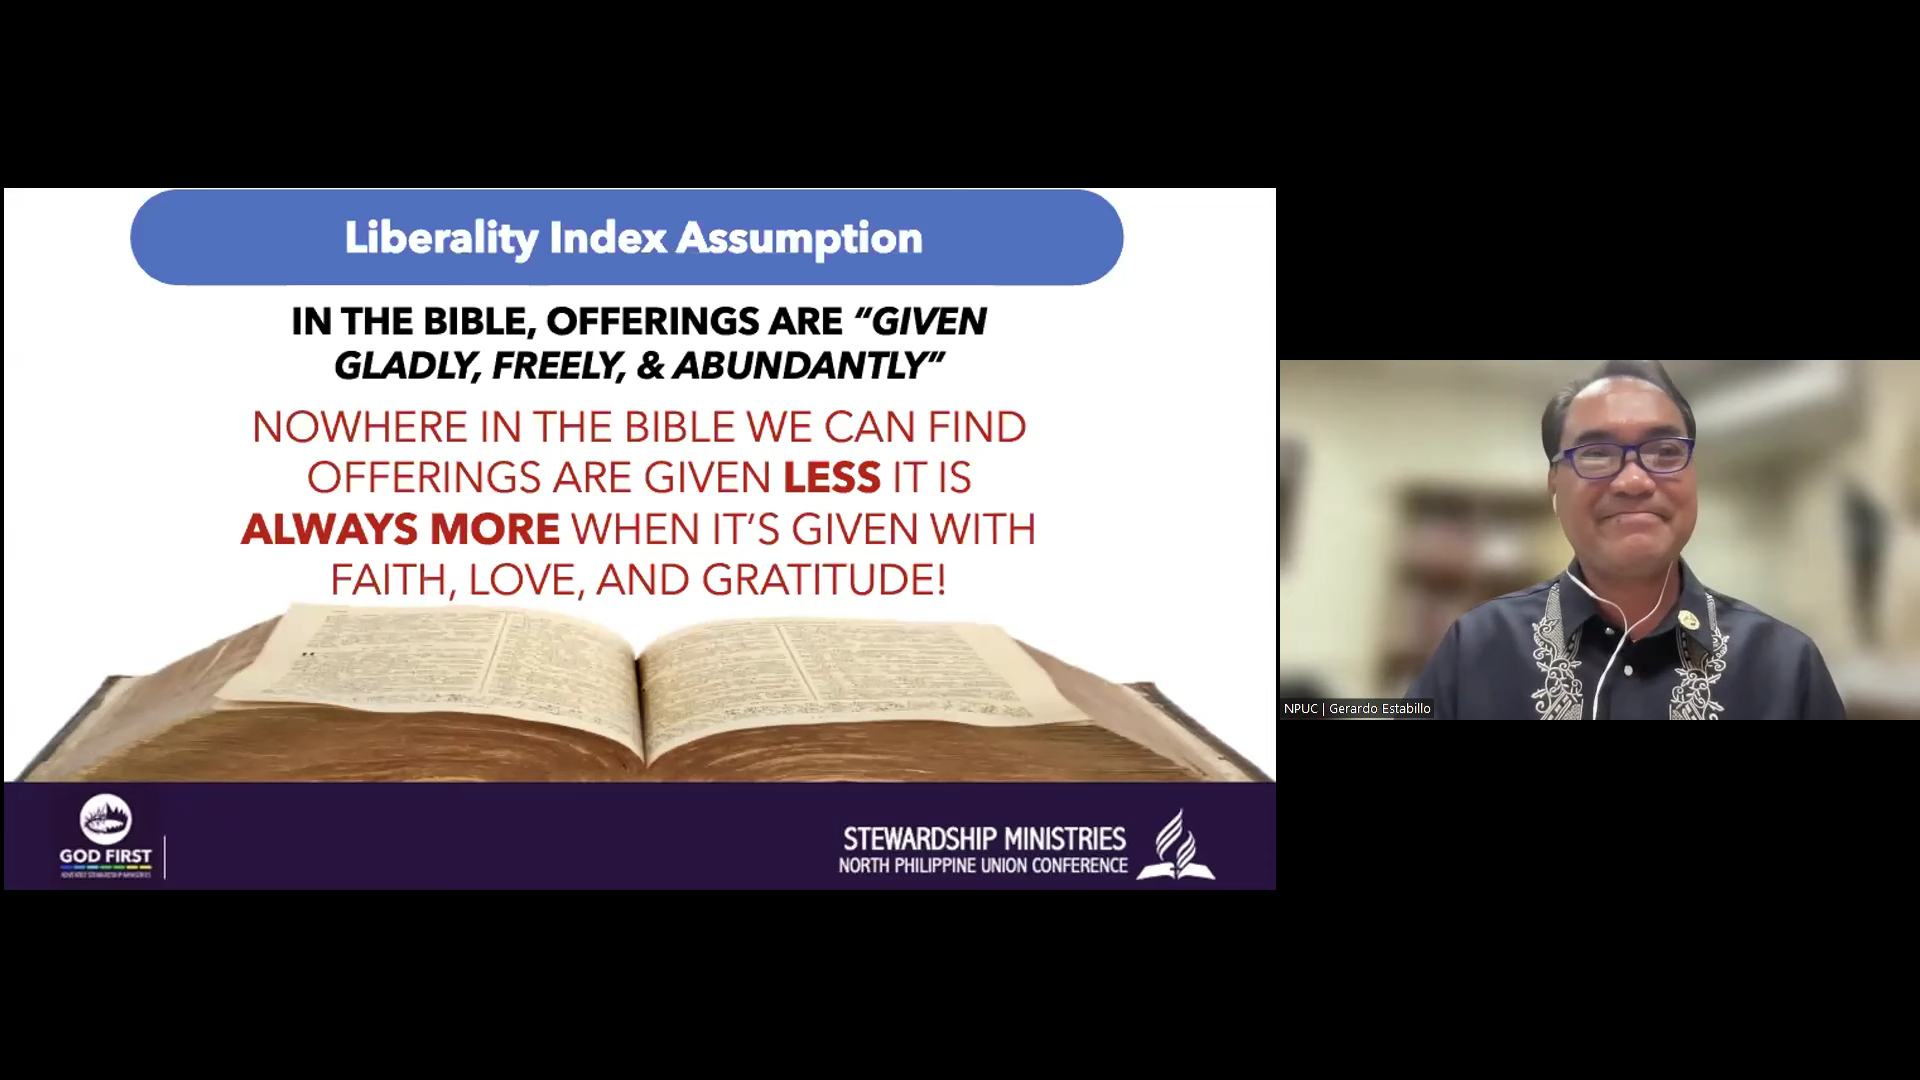 Liberality Index Assumption
IN THE BIBLE, OFFERINGS ARE “GIVEN
GLADLY, FREELY, & ABUNDANTLY”
NOWHERE IN THE BIBLE WE CAN FIND
OFFERINGS ARE GIVEN LESS IT IS
ALWAYS MORE WHEN IT’S GIVEN WITH
FAITH, LOVE, AND GRATITUDE!
GOD FIRST
STEWARDSHIP MINISTRIES
NORTH PHILIPPINE UNION CONFERENCE
NPUC | Gerardo Estabillo